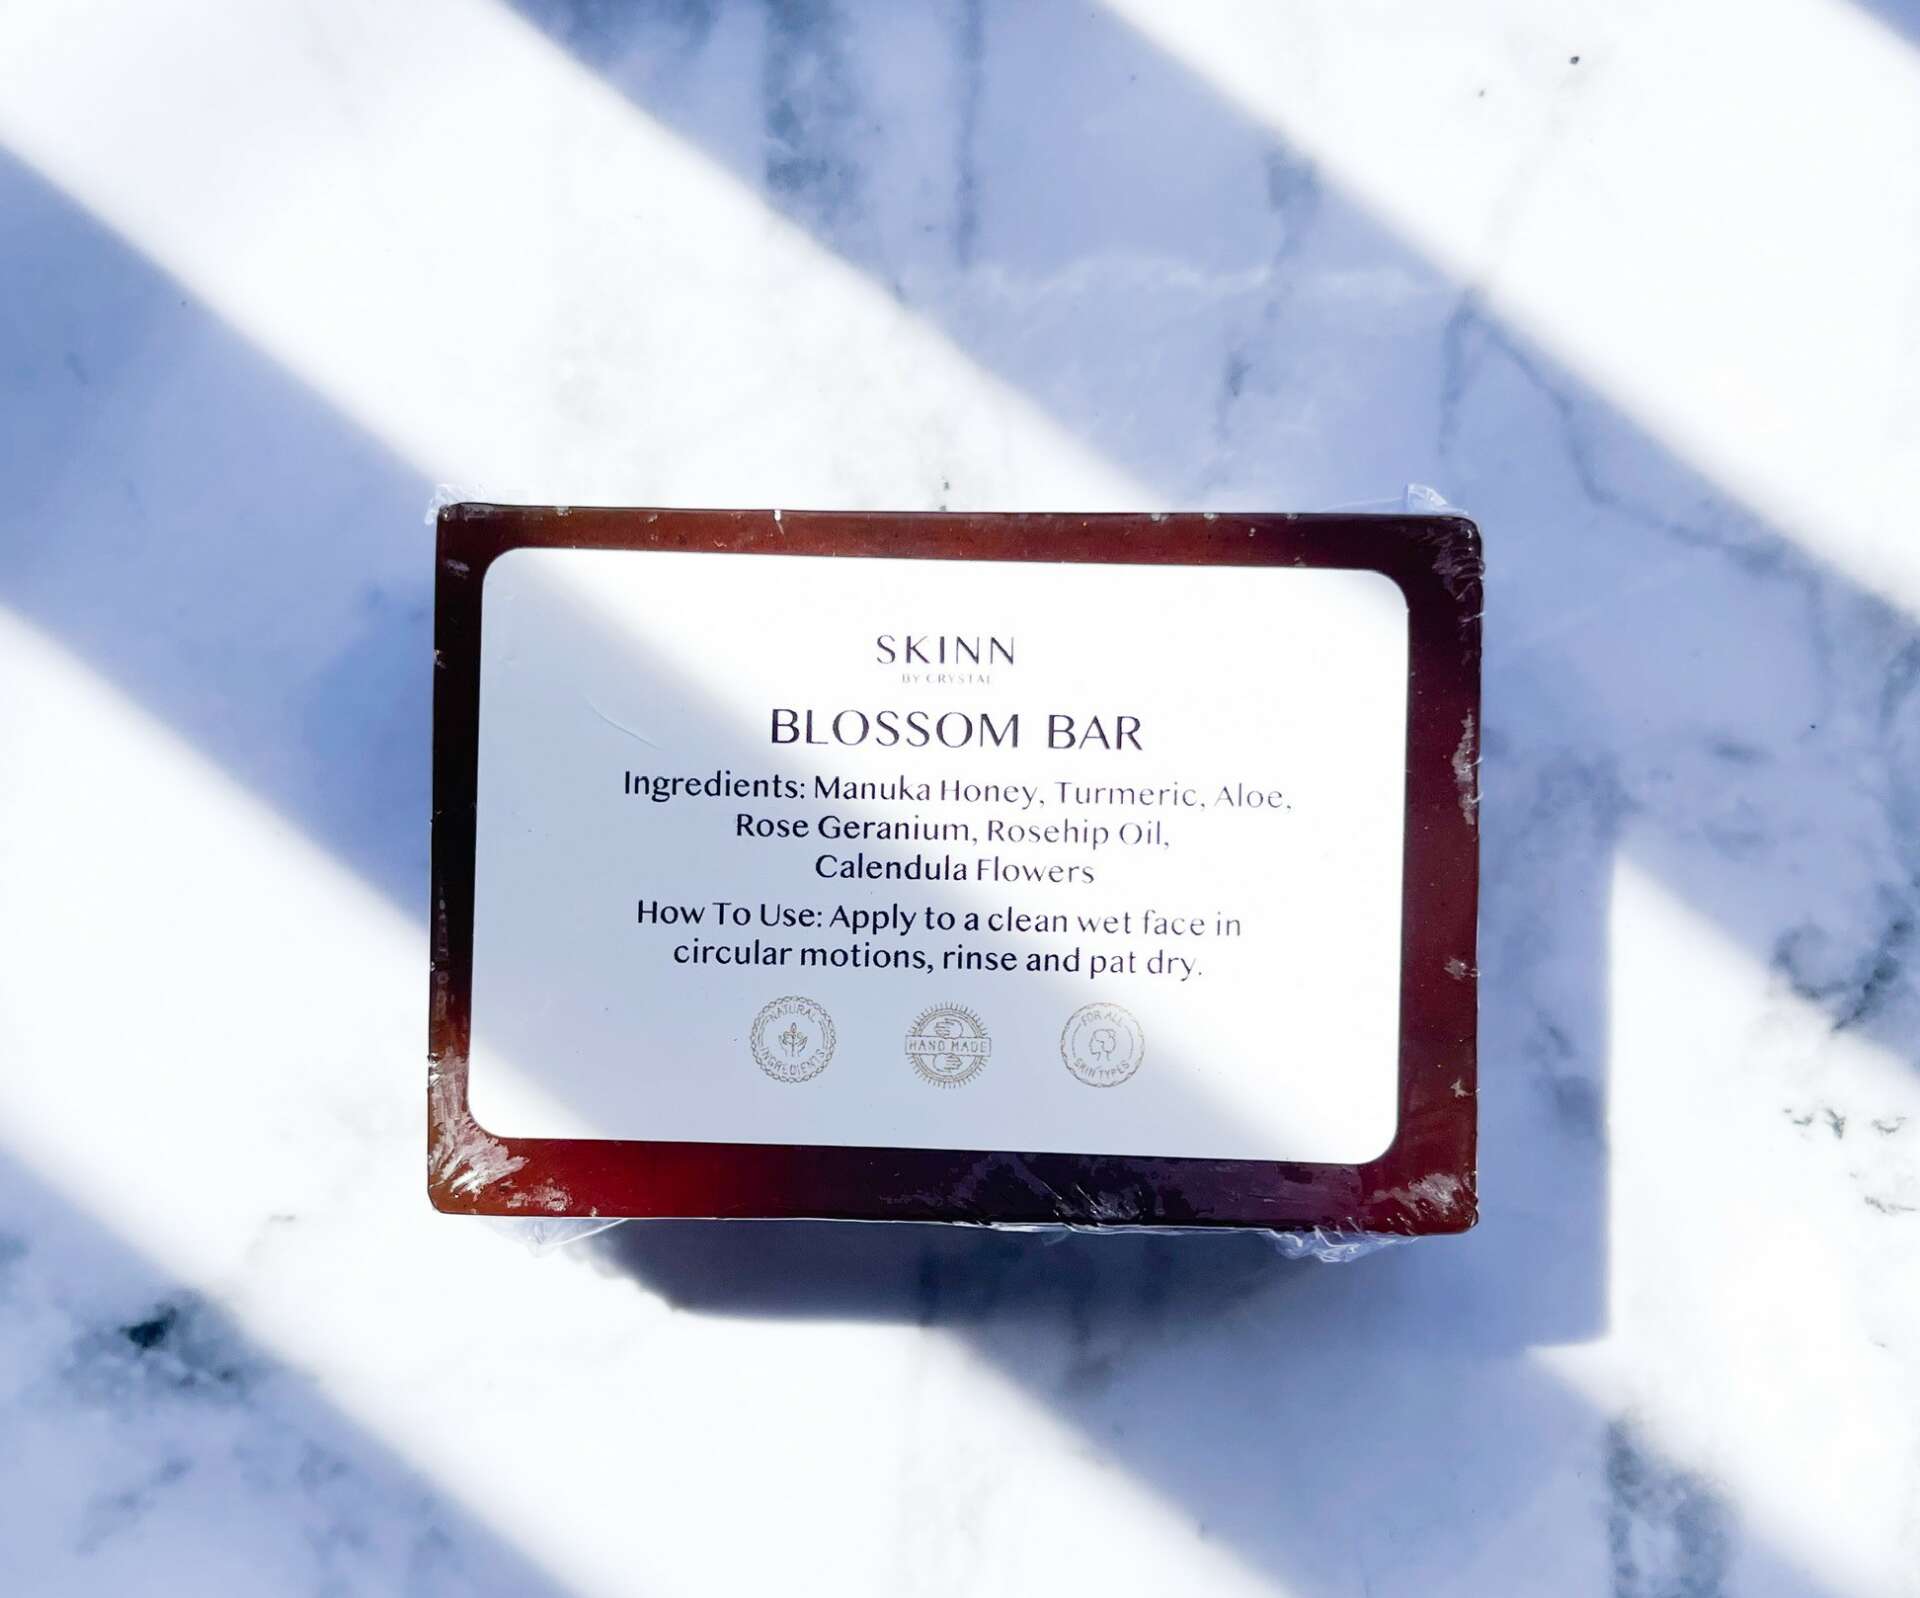 SKINN
BY CRYSTAL
BLOSSOM BAR
Ingredients: Manuka Honey, Turmeric, Aloe,
Rose Geranium, Rosehip Oil,
Calendula Flowers
How To Use: Apply to a clean wet face in
circular motions, rinse and pat dry.
NATURAL INGREDIENTS
HAND MADE
FOR ALL SKIN TYPES